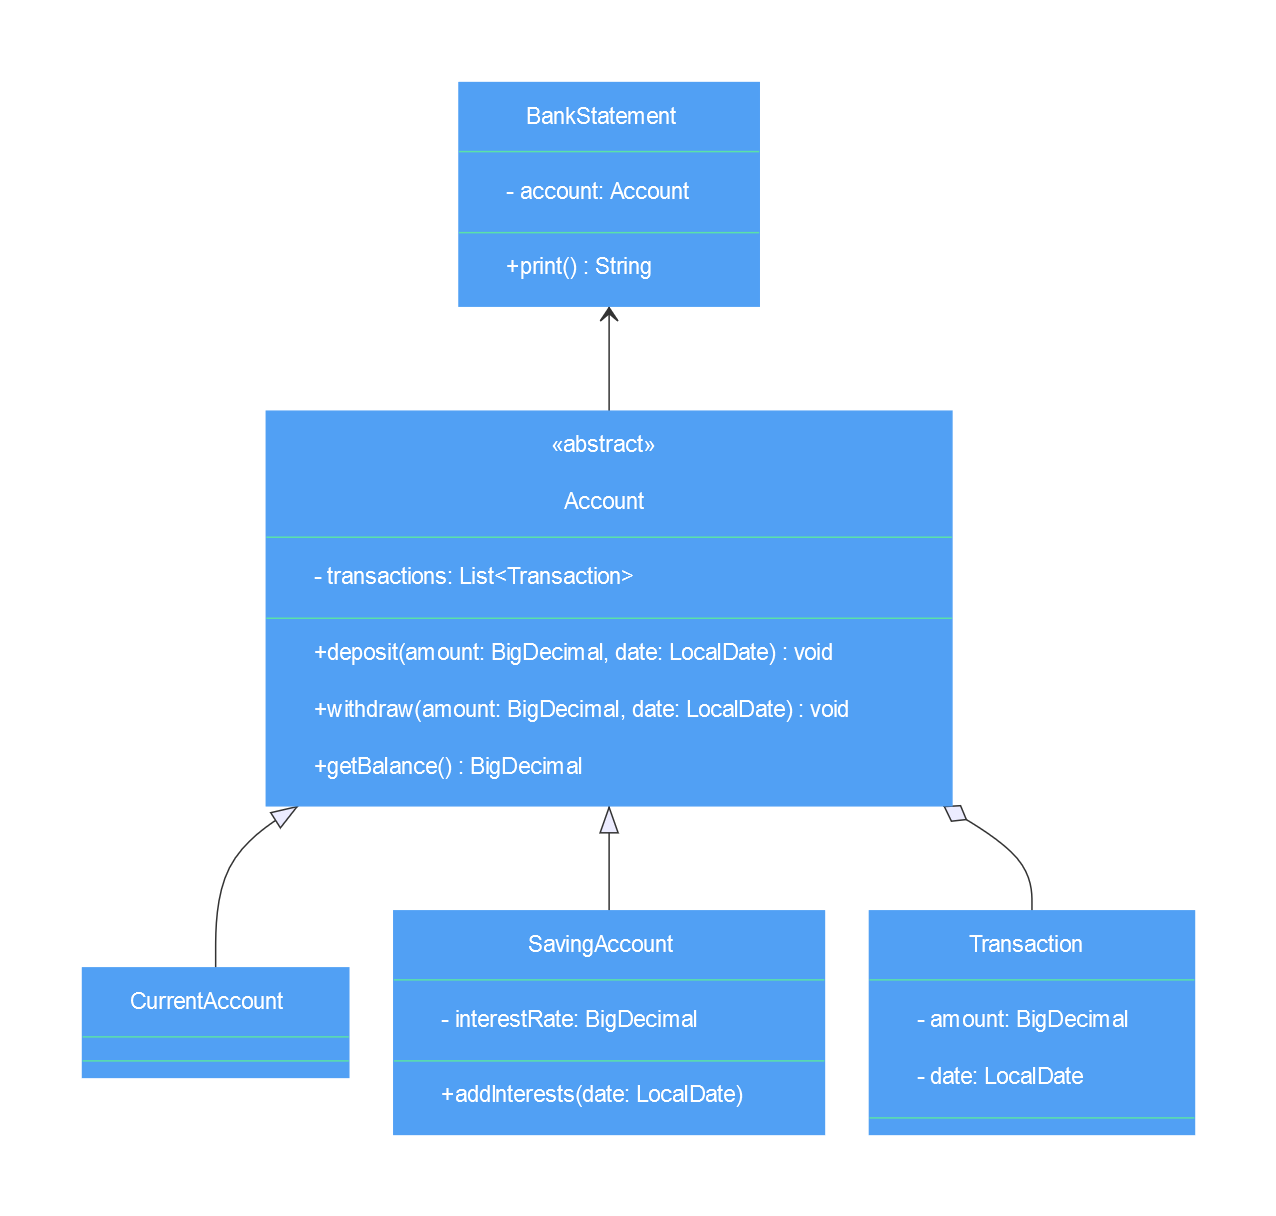 BankStatement
- account: Account
+print() : String
«abstract»
Account
- transactions: List<Transaction>
+deposit(amount: BigDecimal, date: LocalDate) : void
+withdraw(amount: BigDecimal, date: LocalDate) : void
+getBalance() : BigDecimal
CurrentAccount
SavingAccount
- interestRate: BigDecimal
+addInterests(date: LocalDate)
Transaction
- amount: BigDecimal
- date: LocalDate